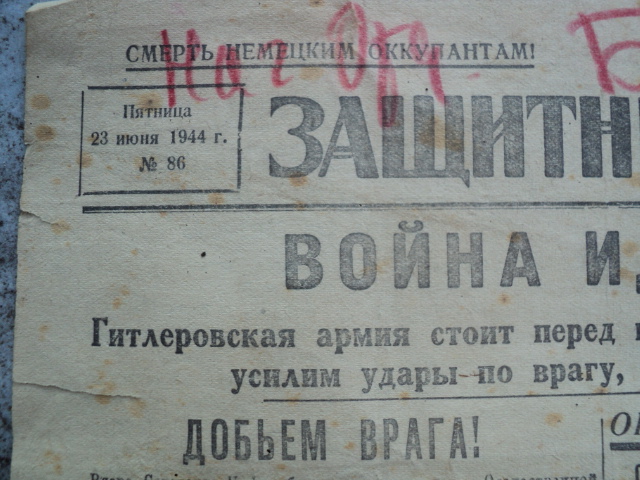 СМЕРТЬ НЕМЕЦКИМ ОККУПАНТАМ!
Пятница
23 июня 1944 г.
№ 86
ЗАЩИТН
ВОЙНА И
Гитлеровская армия стоит перед
усилим удары по врагу,
ДОБЬЕМ ВРАГА!